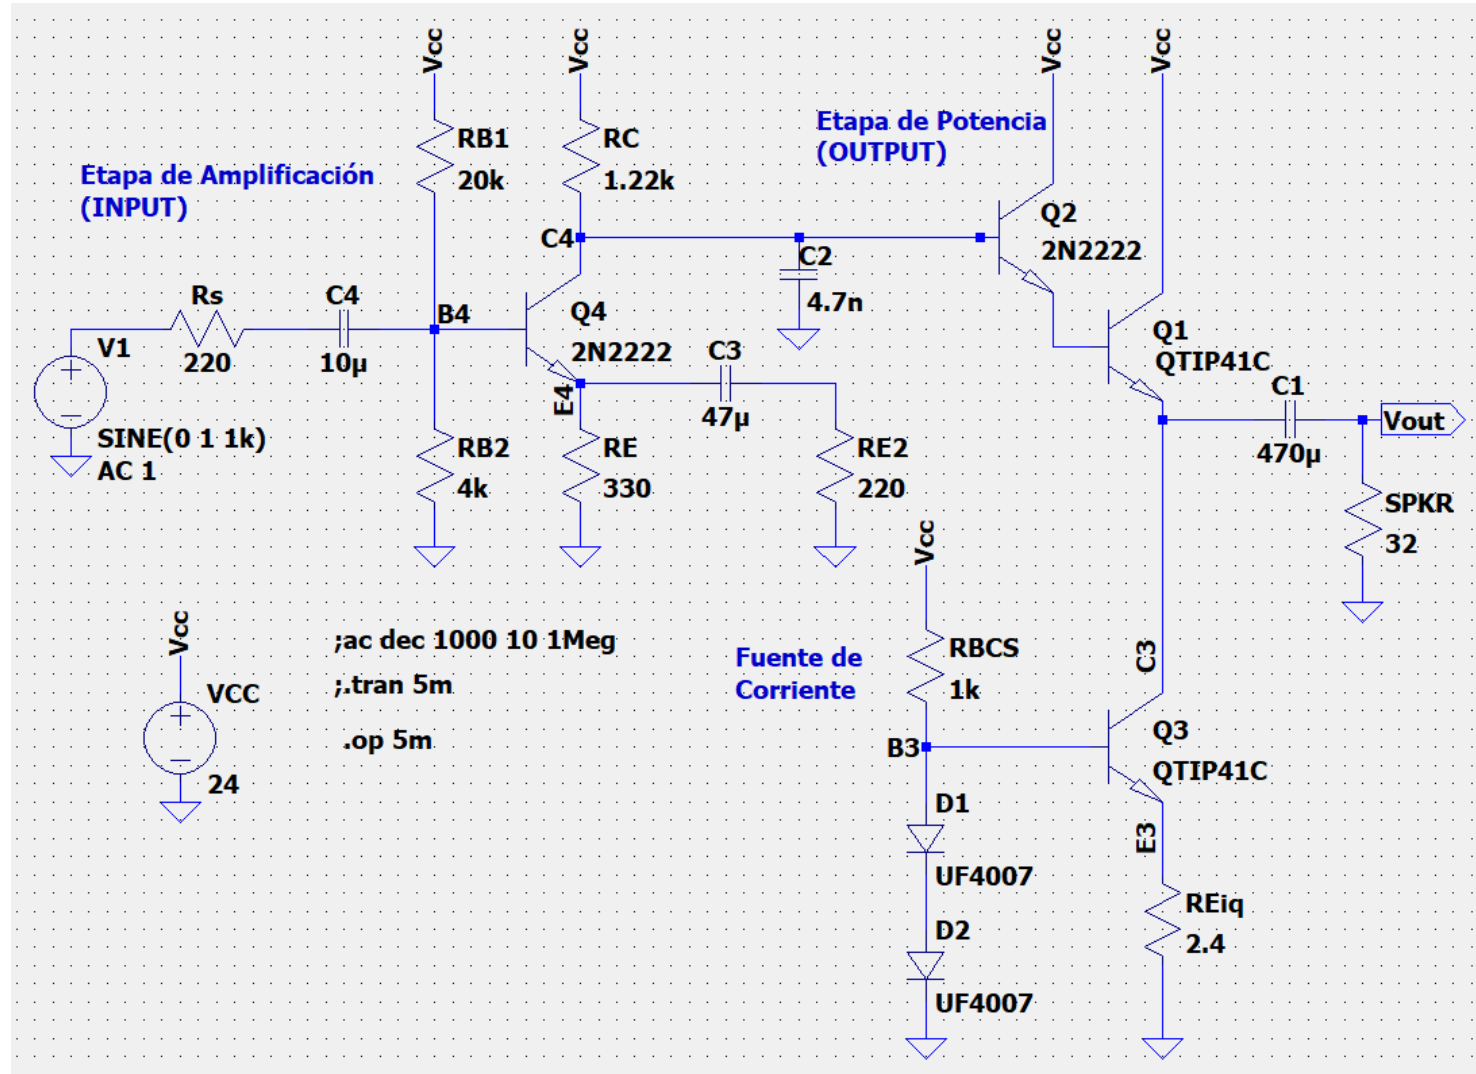 Vcc
Vcc
Vcc
Vcc
Etapa de Amplificación
(INPUT)
RB1
20k
RC
1.22k
Etapa de Potencia
(OUTPUT)
Q2
2N2222
C4
C2
4.7n
Rs
220
C4
10µ
B4
Q4
2N2222
V1
SINE(0 1 1k)
AC 1
E4
C3
47µ
Q1
QTIP41C
C1
470µ
Vout
RB2
4k
RE
330
RE2
220
SPKR
32
Vcc
VCC
24
;ac dec 1000 10 1Meg
;.tran 5m
.op 5m
Vcc
Fuente de
Corriente
RBCS
1k
B3
C3
Q3
QTIP41C
D1
UF4007
E3
D2
UF4007
REiq
2.4